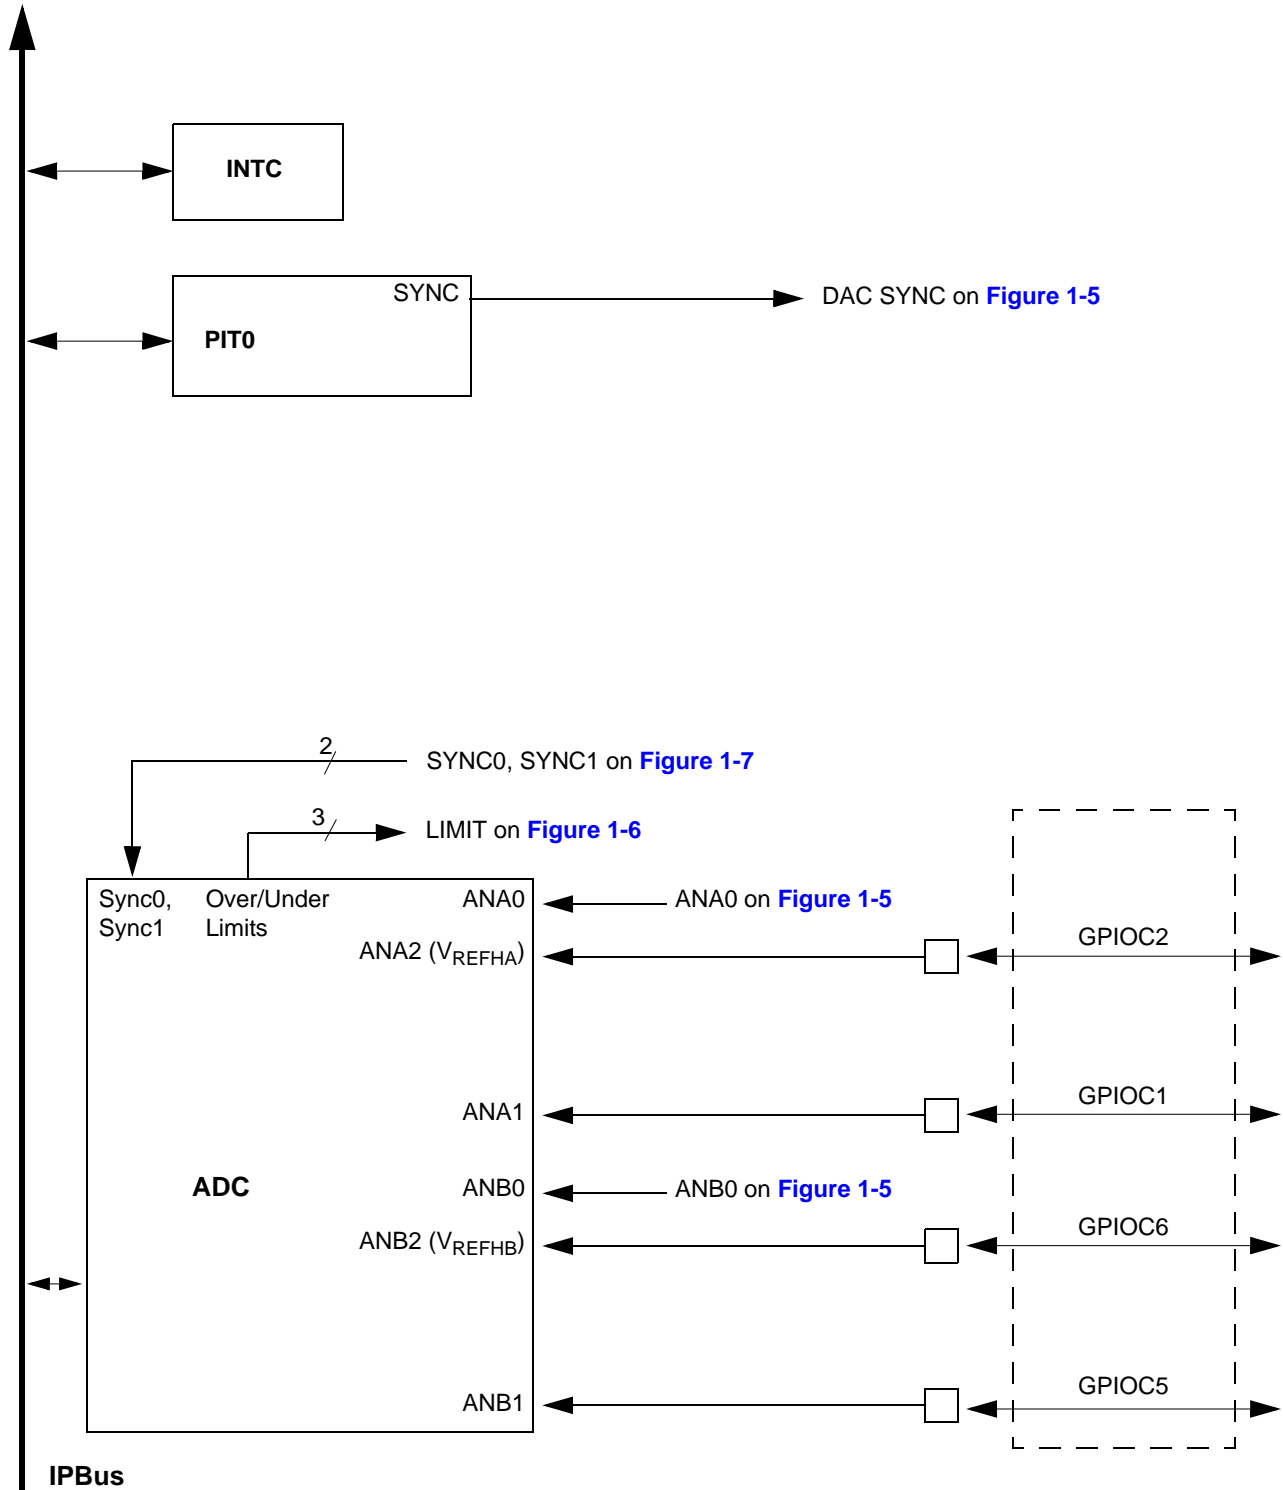 INTC
SYNC
DAC SYNC on Figure 1-5
PIT0
2
SYNC0, SYNC1 on Figure 1-7
3
LIMIT on Figure 1-6
Sync0,
Sync1
Over/Under
Limits
ANA0
ANA0 on Figure 1-5
ANA2 (VREFHA)
GPIOC2
ANA1
GPIOC1
ADC
ANB0
ANB0 on Figure 1-5
ANB2 (VREFHB)
GPIOC6
ANB1
GPIOC5
IPBus